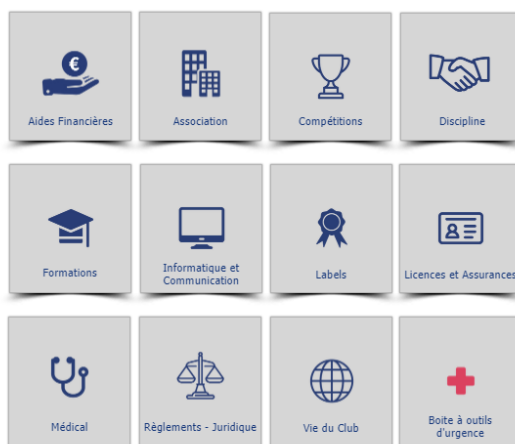 €
Aides Financières
Association
Compétitions
Discipline
Formations
Informatique et
Communication
Labels
Licences et Assurances
Médical
Règlements - Juridique
Vie du Club
Boite à outils
d'urgence